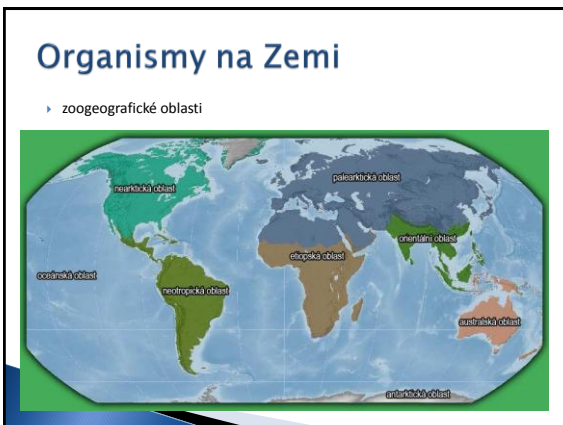 Organismy na Zemi
zoogeografické oblasti
nearktická oblast
palearktická oblast
orientální oblast
etiopská oblast
oceánská oblast
neotropická oblast
australská oblast
antarktická oblast